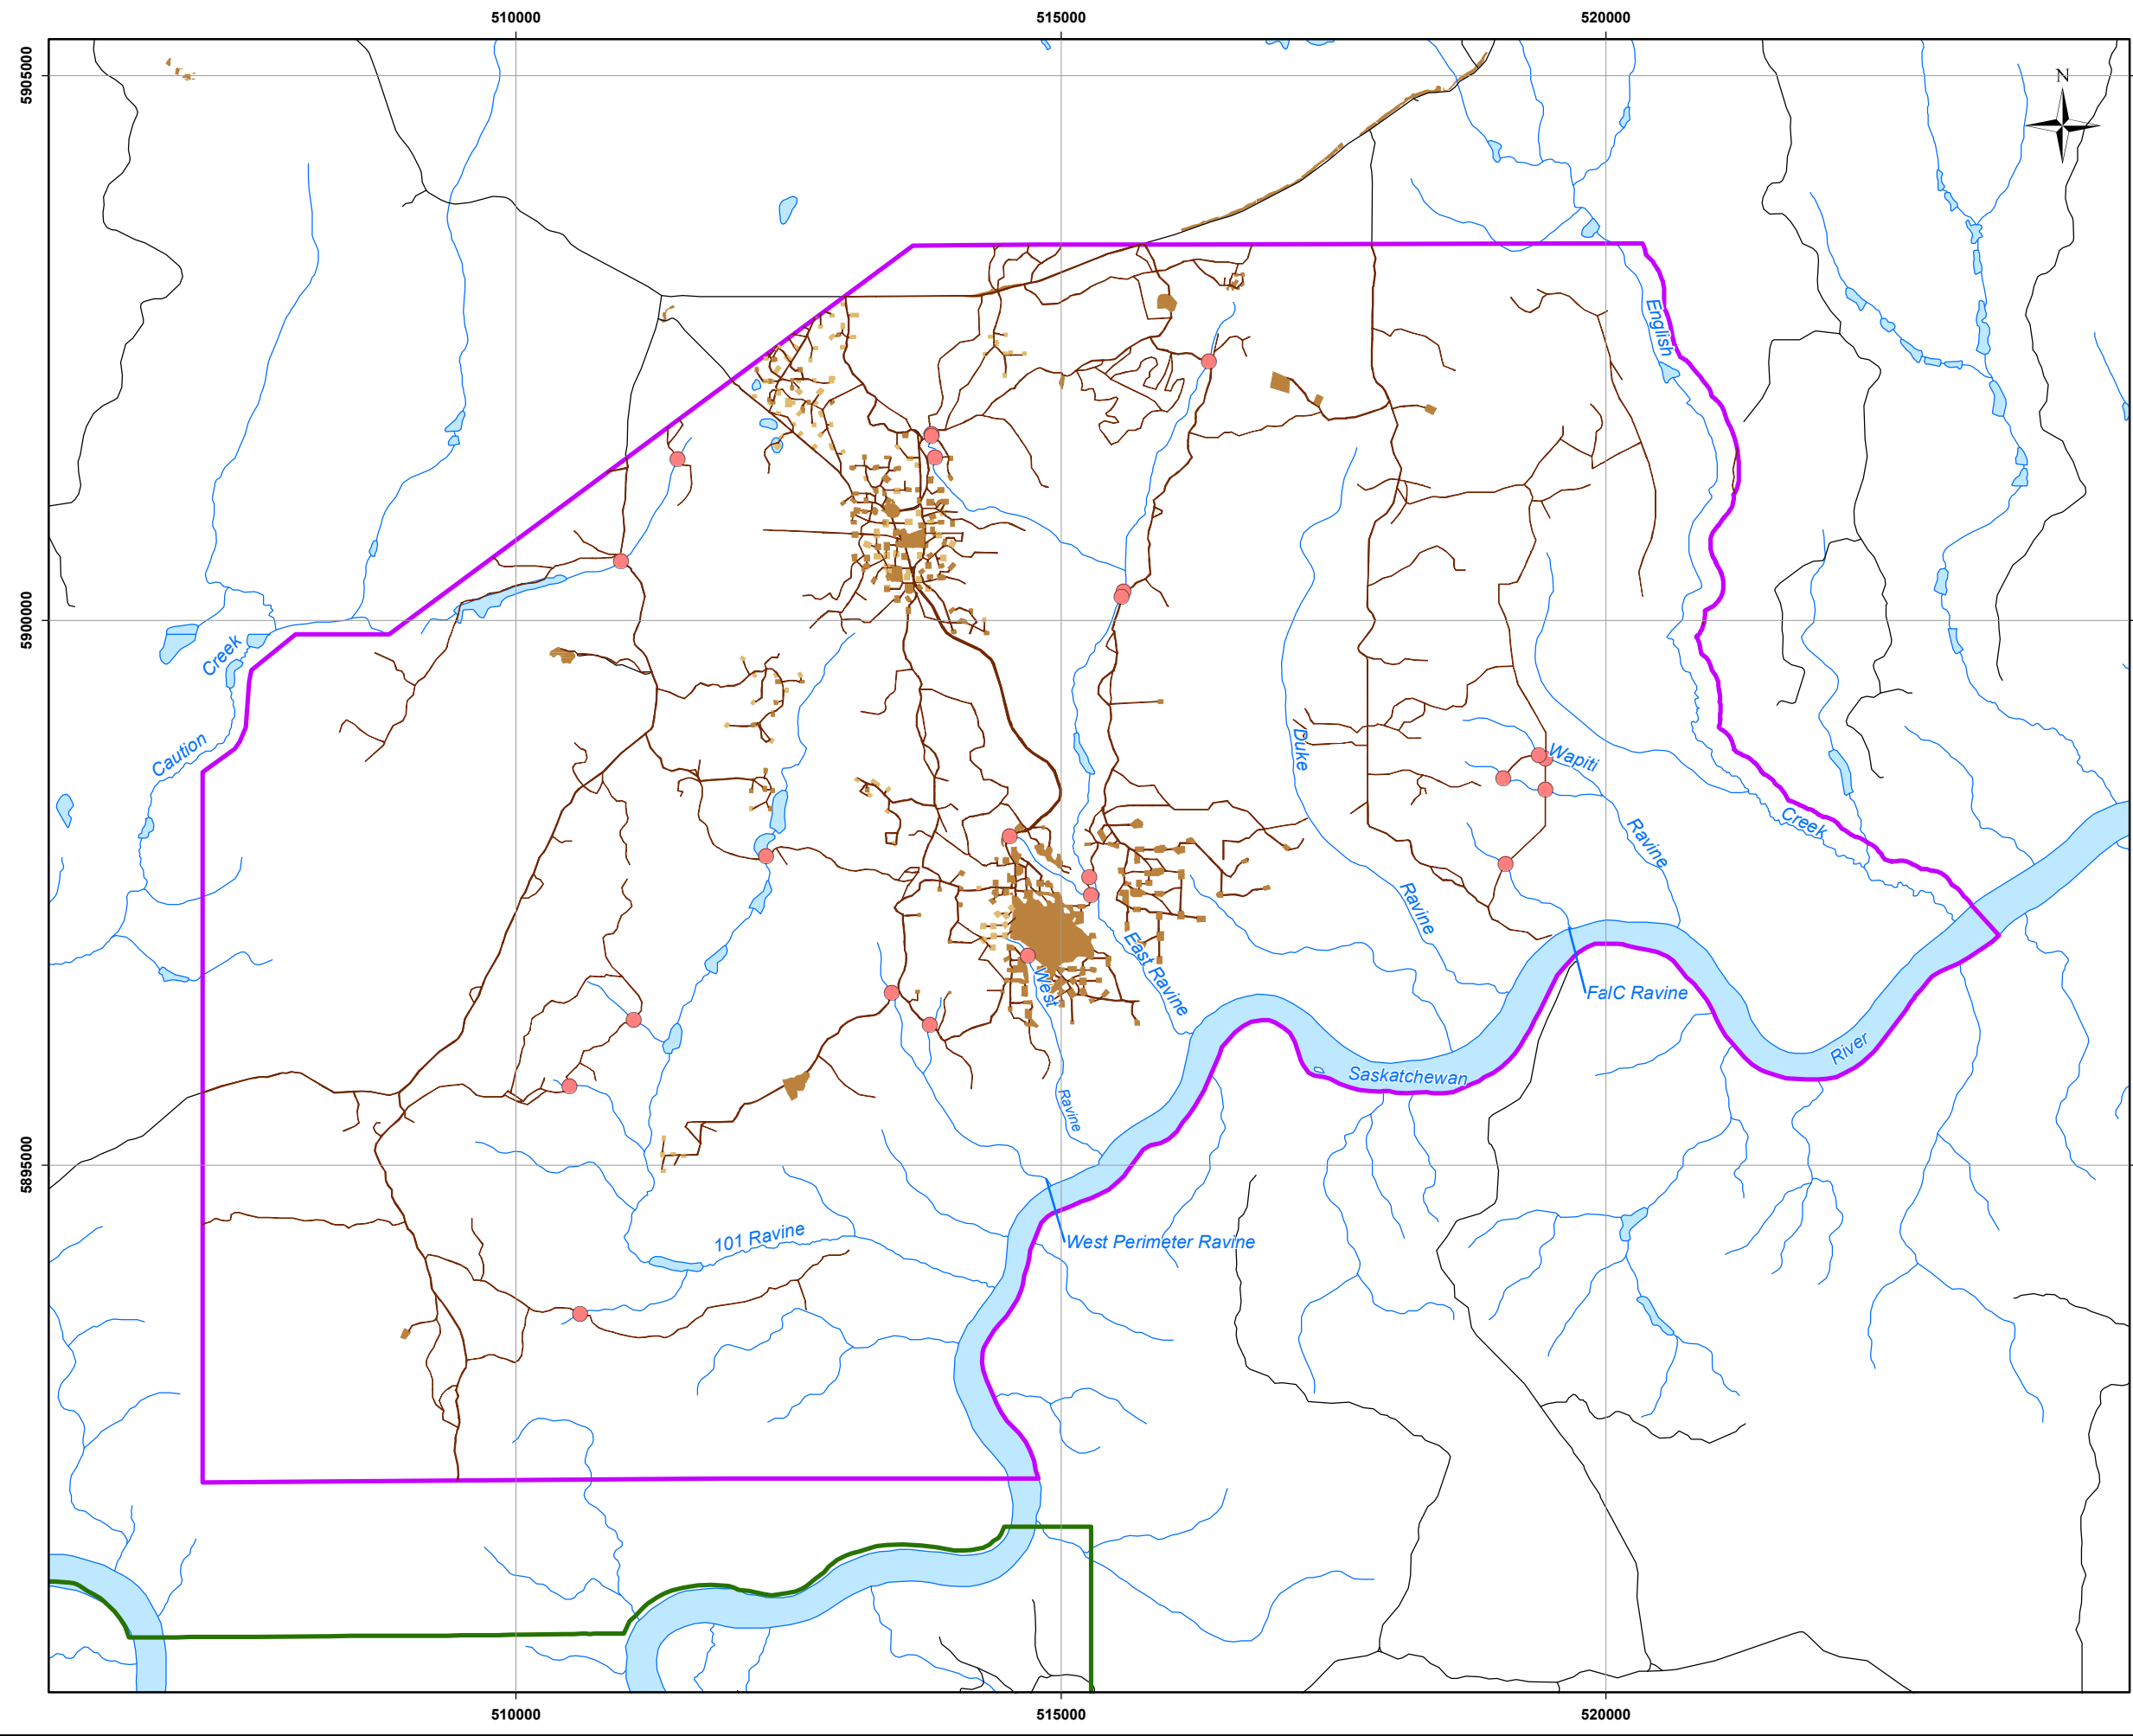 510000
515000
520000
5905000
N
English
5900000
Creek
Caution
Duke
Wapiti
Creek
Ravine
Ravine
East Ravine
West
FalC Ravine
River
Saskatchewan
Ravine
5895000
101 Ravine
West Perimeter Ravine
510000
515000
520000